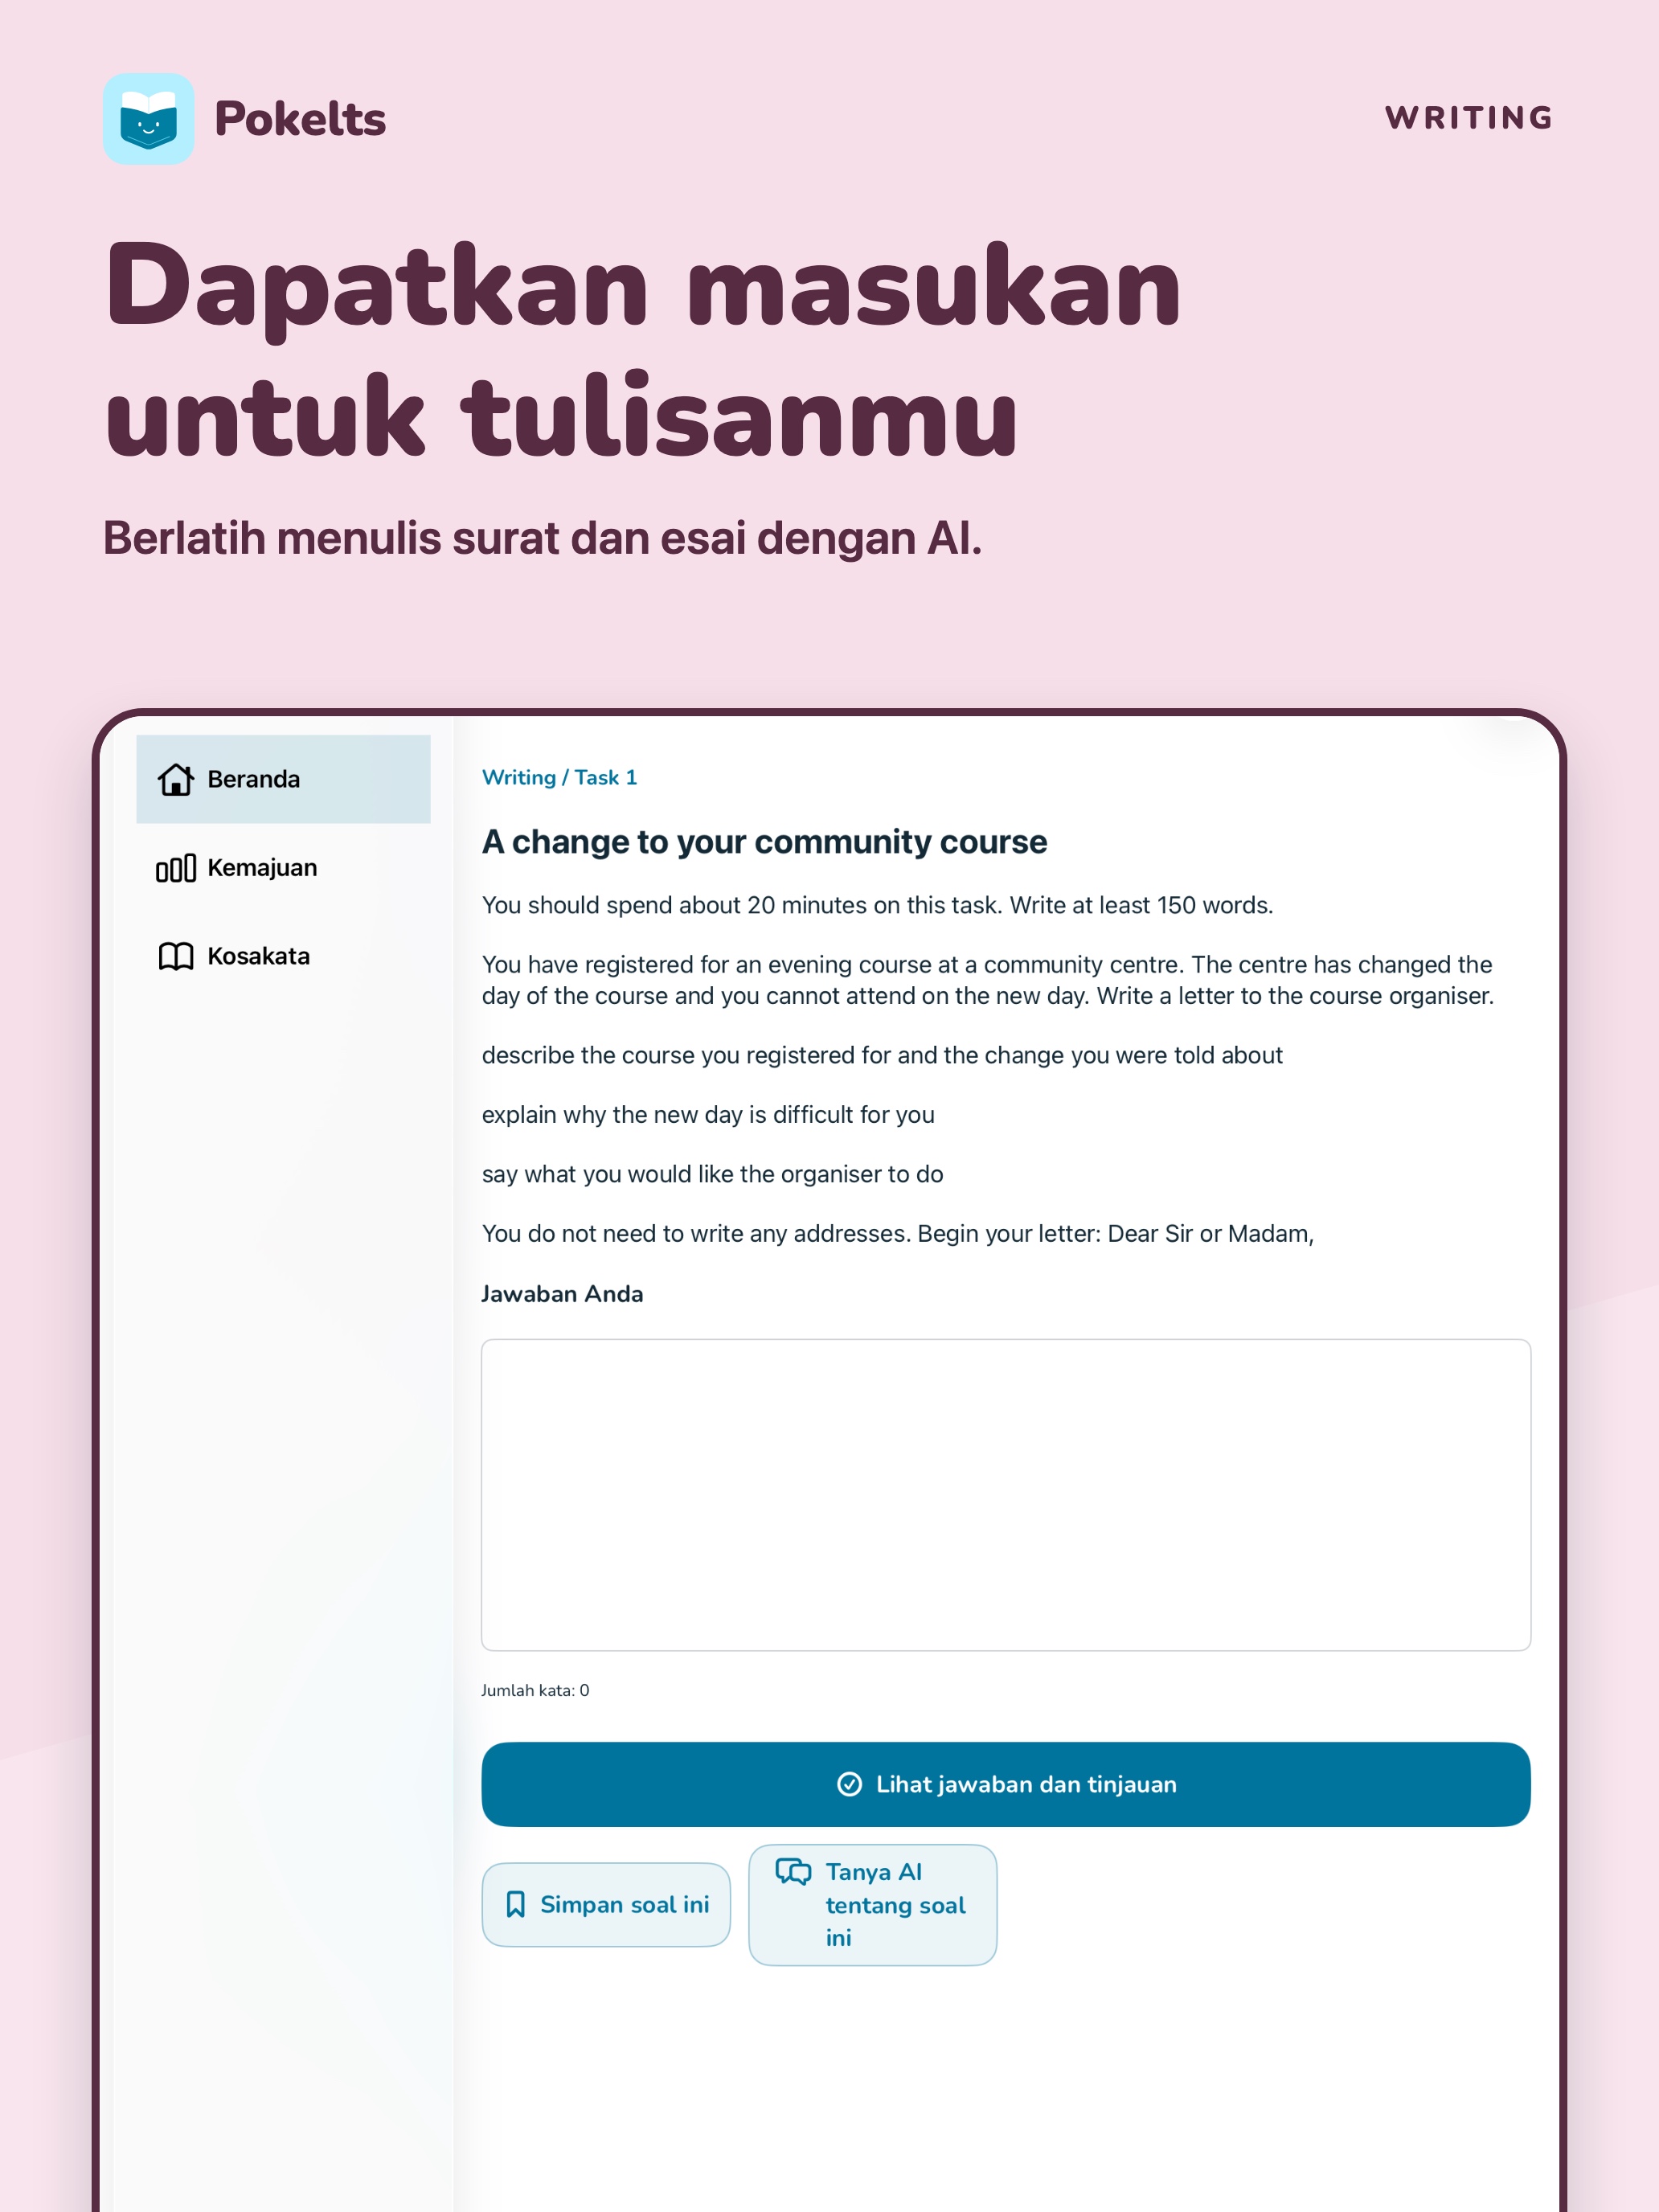 Pokelts
WRITING
Dapatkan masukan
untuk tulisanmu
Berlatih menulis surat dan esai dengan AI.
Beranda
Kemajuan
Kosakata
Writing / Task 1
A change to your community course
You should spend about 20 minutes on this task. Write at least 150 words.
You have registered for an evening course at a community centre. The centre has changed the
day of the course and you cannot attend on the new day. Write a letter to the course organiser.
describe the course you registered for and the change you were told about
explain why the new day is difficult for you
say what you would like the organiser to do
You do not need to write any addresses. Begin your letter: Dear Sir or Madam,
Jawaban Anda
Jumlah kata: 0
Lihat jawaban dan tinjauan
Simpan soal ini
Tanya AI
tentang soal
ini